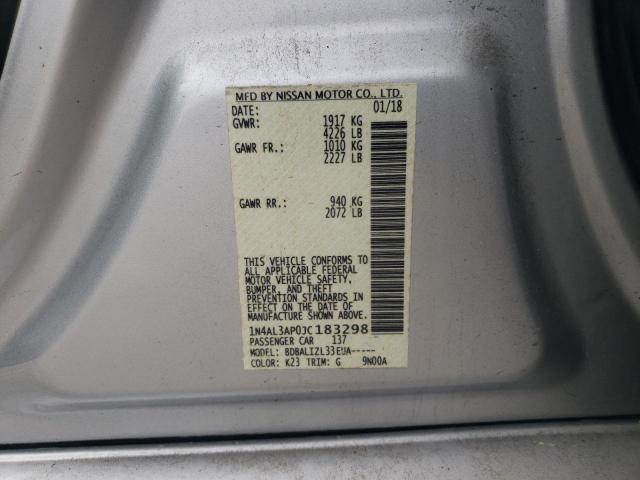 MFD BY NISSAN MOTOR CO., LTD.
DATE: 01/18
GVWR: 1917 KG
4226 LB
GAWR FR.: 1010 KG
2227 LB
GAWR RR.: 940 KG
2072 LB
THIS VEHICLE CONFORMS TO
ALL APPLICABLE FEDERAL
MOTOR VEHICLE SAFETY,
BUMPER, AND THEFT
PREVENTION STANDARDS IN
EFFECT ON THE DATE OF
MANUFACTURE SHOWN ABOVE.
1N4AL3AP0JC183298
PASSENGER CAR 137
MODEL: BDBALIZL33EUA-----
COLOR: K23 TRIM: G 9N00A